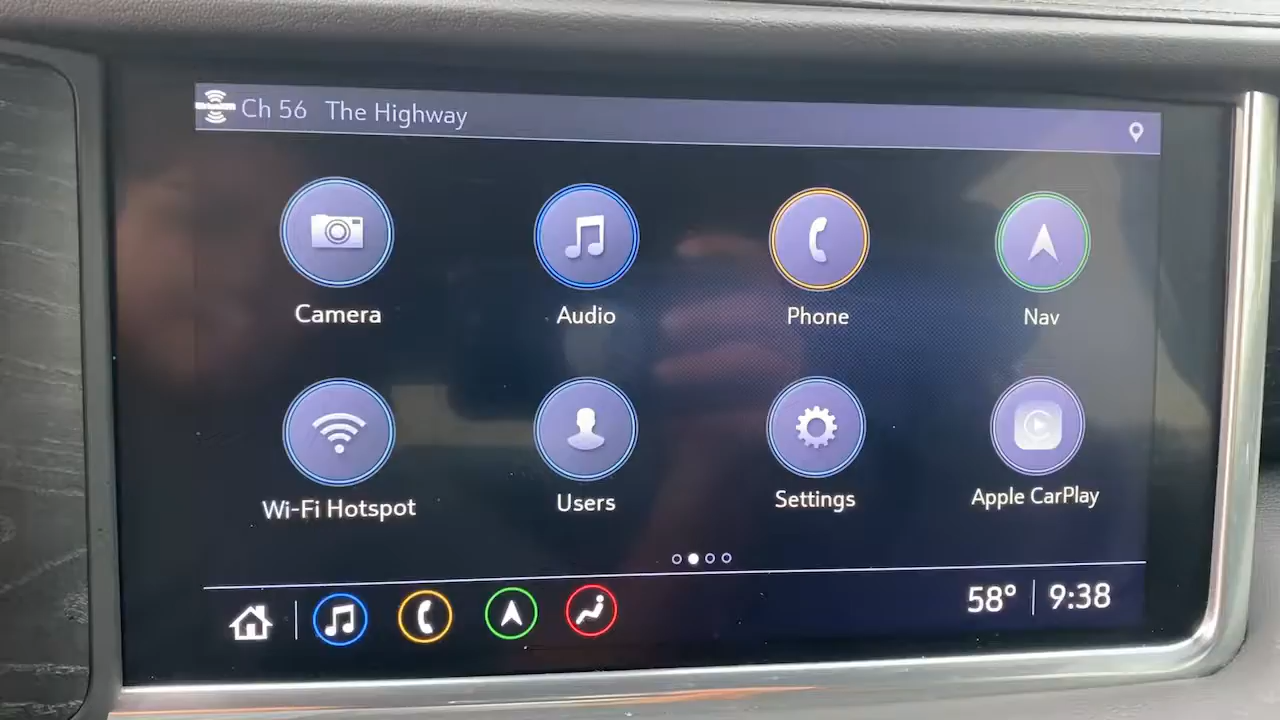 Ch 56 The Highway
Camera Audio Phone Nav
Wi-Fi Hotspot Users Settings Apple CarPlay
58° 9:38